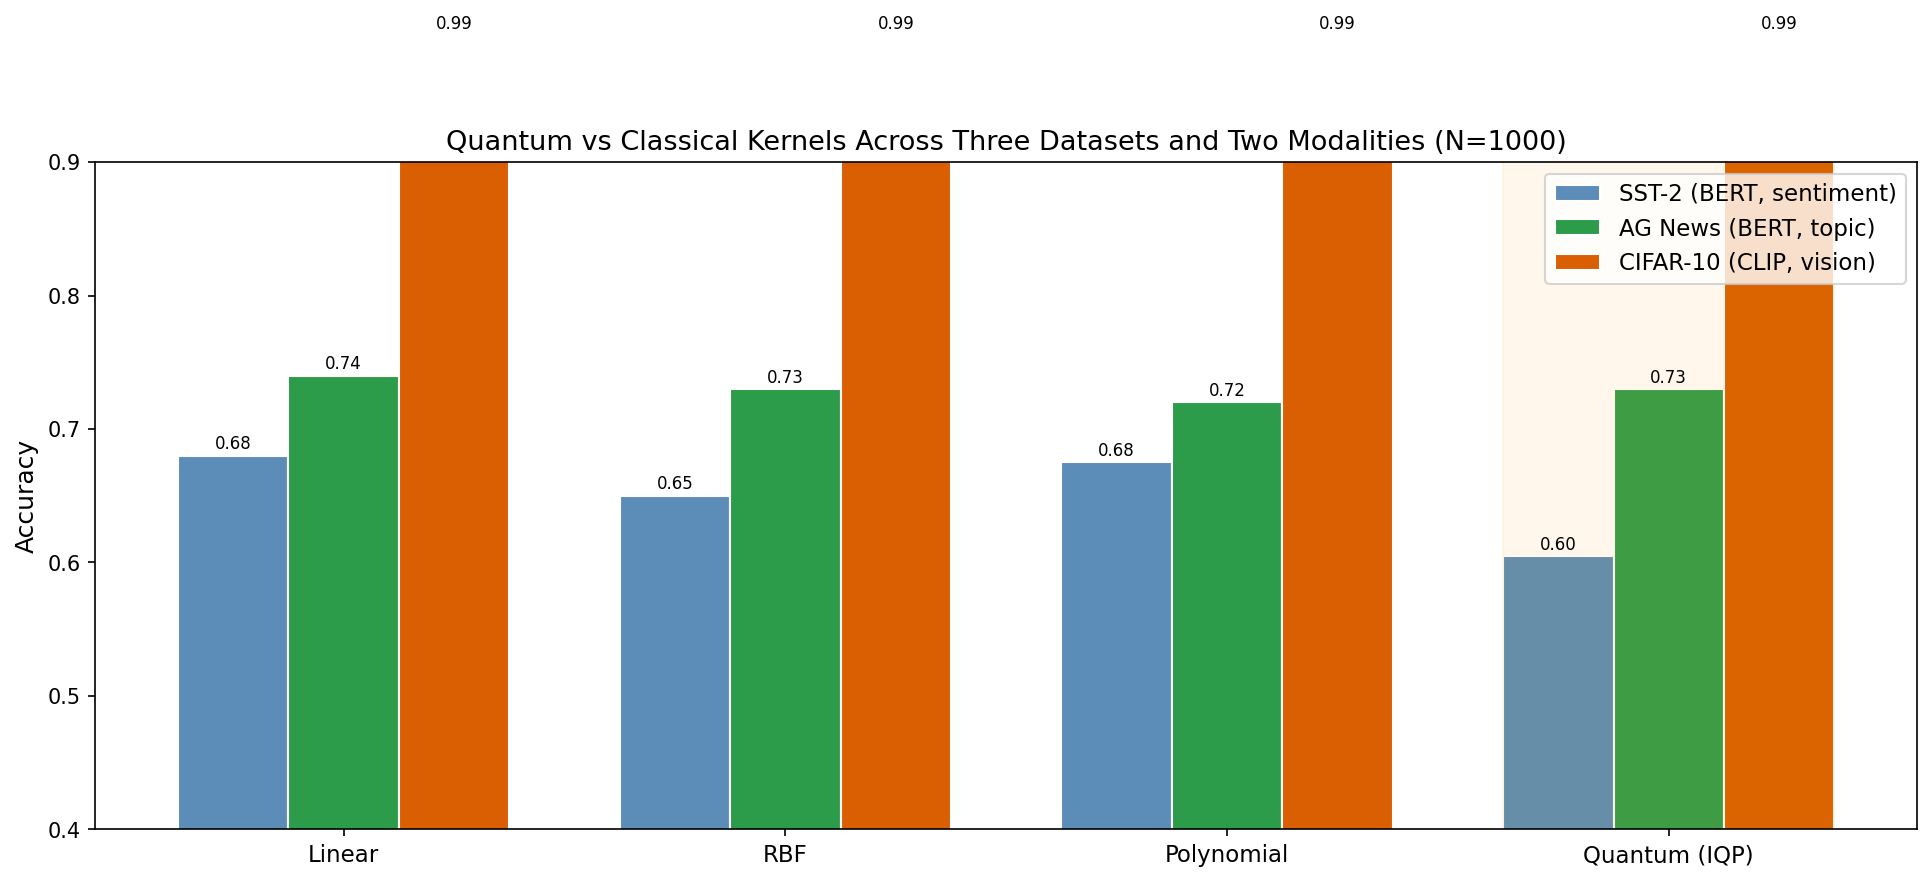 0.99 0.99 0.99 0.99
Quantum vs Classical Kernels Across Three Datasets and Two Modalities (N=1000)
0.9
0.8
0.7
0.6
0.5
0.4
Accuracy
SST-2 (BERT, sentiment)
AG News (BERT, topic)
CIFAR-10 (CLIP, vision)
0.68 0.74
0.65 0.73
0.68 0.72
0.60 0.73
Linear RBF Polynomial Quantum (IQP)